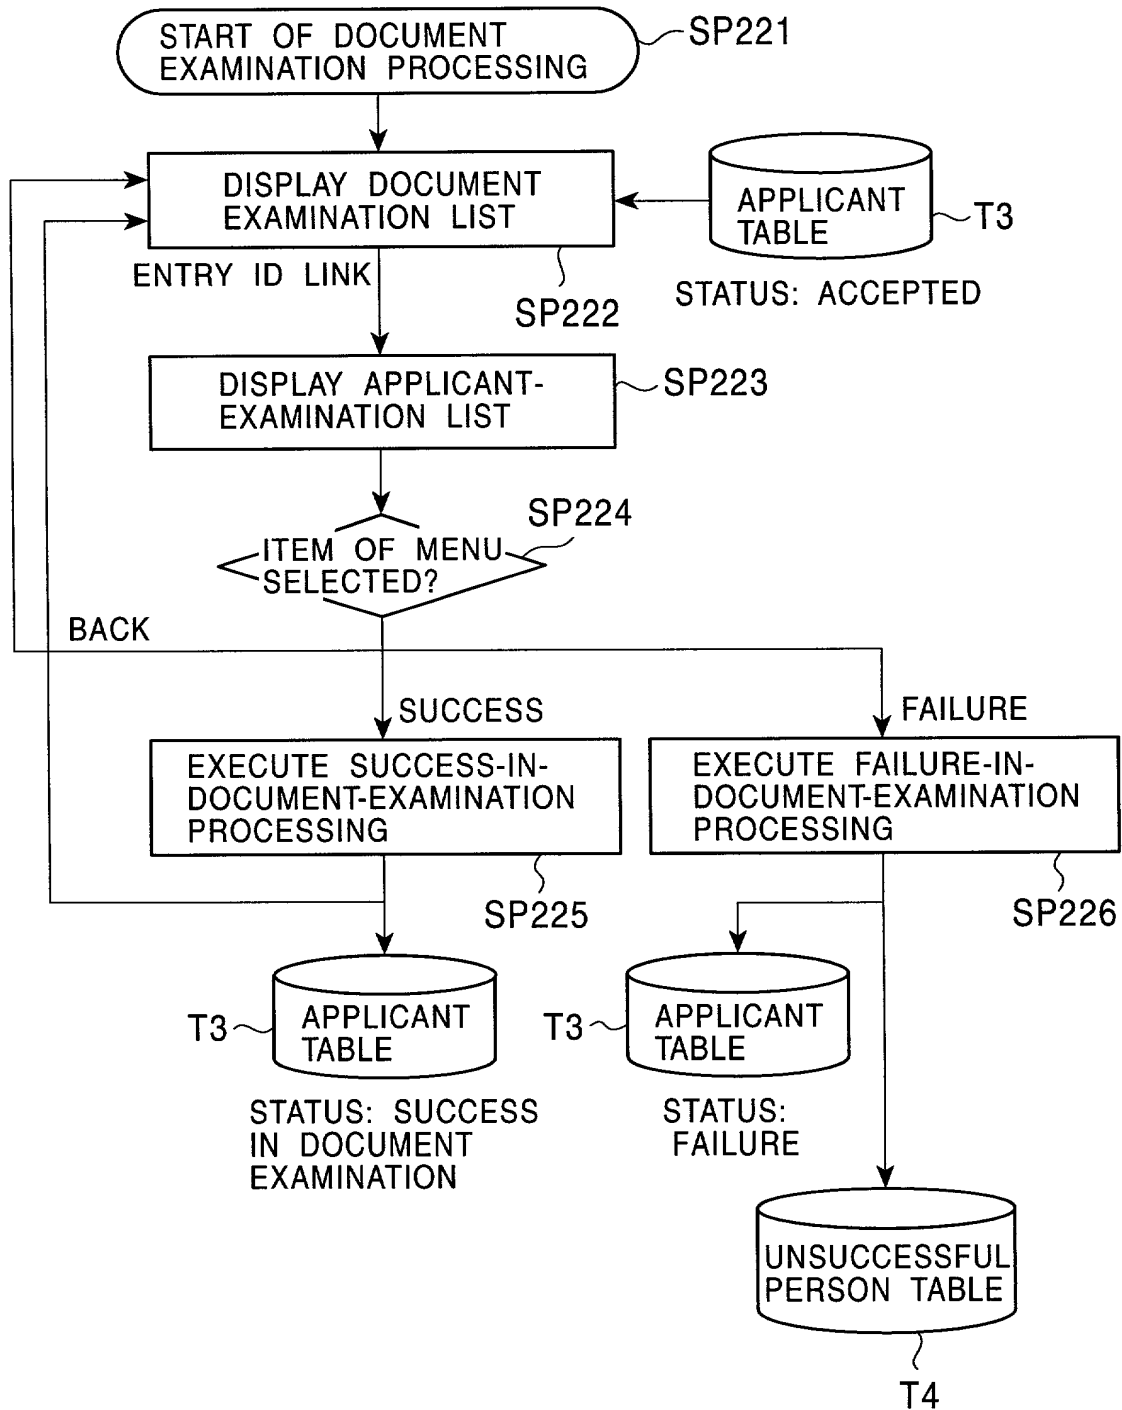 START OF DOCUMENT
EXAMINATION PROCESSING
SP221
DISPLAY DOCUMENT
EXAMINATION LIST
SP222
APPLICANT
TABLE
T3
STATUS: ACCEPTED
ENTRY ID LINK
DISPLAY APPLICANT-
EXAMINATION LIST
SP223
ITEM OF MENU
SELECTED?
SP224
BACK
SUCCESS
FAILURE
EXECUTE SUCCESS-IN-
DOCUMENT-EXAMINATION
PROCESSING
SP225
EXECUTE FAILURE-IN-
DOCUMENT-EXAMINATION
PROCESSING
SP226
T3
APPLICANT
TABLE
STATUS: SUCCESS
IN DOCUMENT
EXAMINATION
T3
APPLICANT
TABLE
STATUS:
FAILURE
UNSUCCESSFUL
PERSON TABLE
T4